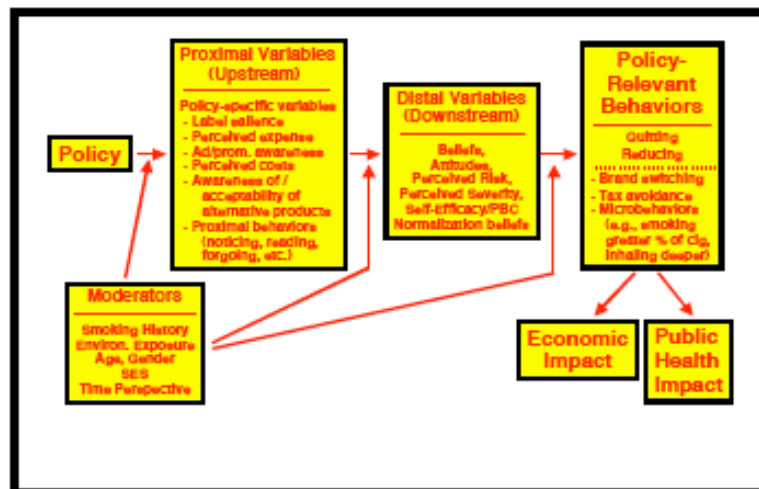 Policy
Proximal Variables
(Upstream)
Policy-specific variables
- Label salience
- Perceived expense
- Ad/prom. awareness
- Perceived costs
- Awareness of /
acceptability of
alternative products
- Proximal behaviors
(noticing, reading,
forgoing, etc.)
Distal Variables
(Downstream)
Beliefs,
Attitudes,
Perceived Risk,
Perceived Severity,
Self-Efficacy/PBC
Normalization beliefs
Policy-
Relevant
Behaviors
Quitting
Reducing
- Brand switching
- Tax avoidance
- Microbehaviors
(e.g., smoking
greater % of cig,
inhaling deeper)
Moderators
Smoking History
Environ. Exposure
Age, Gender
SES
Time Perspective
Economic
Impact
Public
Health
Impact